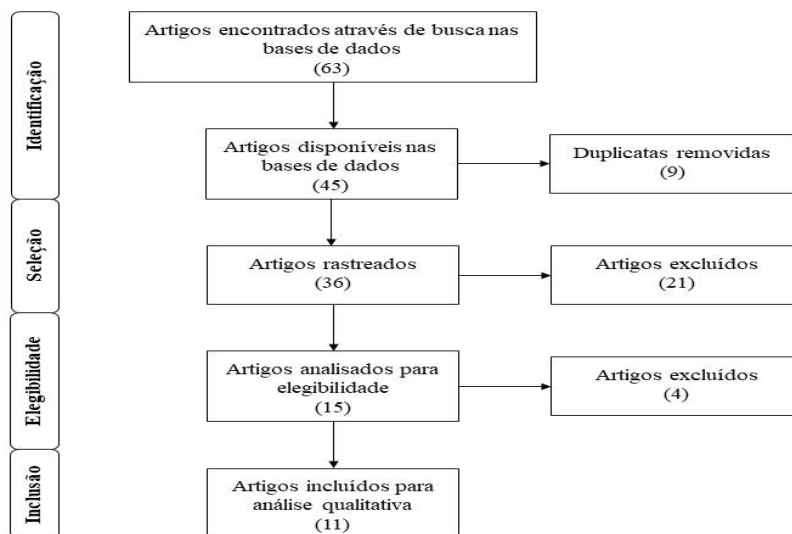 Identificação
Artigos encontrados através de busca nas
bases de dados
(63)
Artigos disponíveis nas
bases de dados
(45)
Duplicatas removidas
(9)
Seleção
Artigos rastreados
(36)
Artigos excluídos
(21)
Elegibilidade
Artigos analisados para
elegibilidade
(15)
Artigos excluídos
(4)
Inclusão
Artigos incluídos para
análise qualitativa
(11)